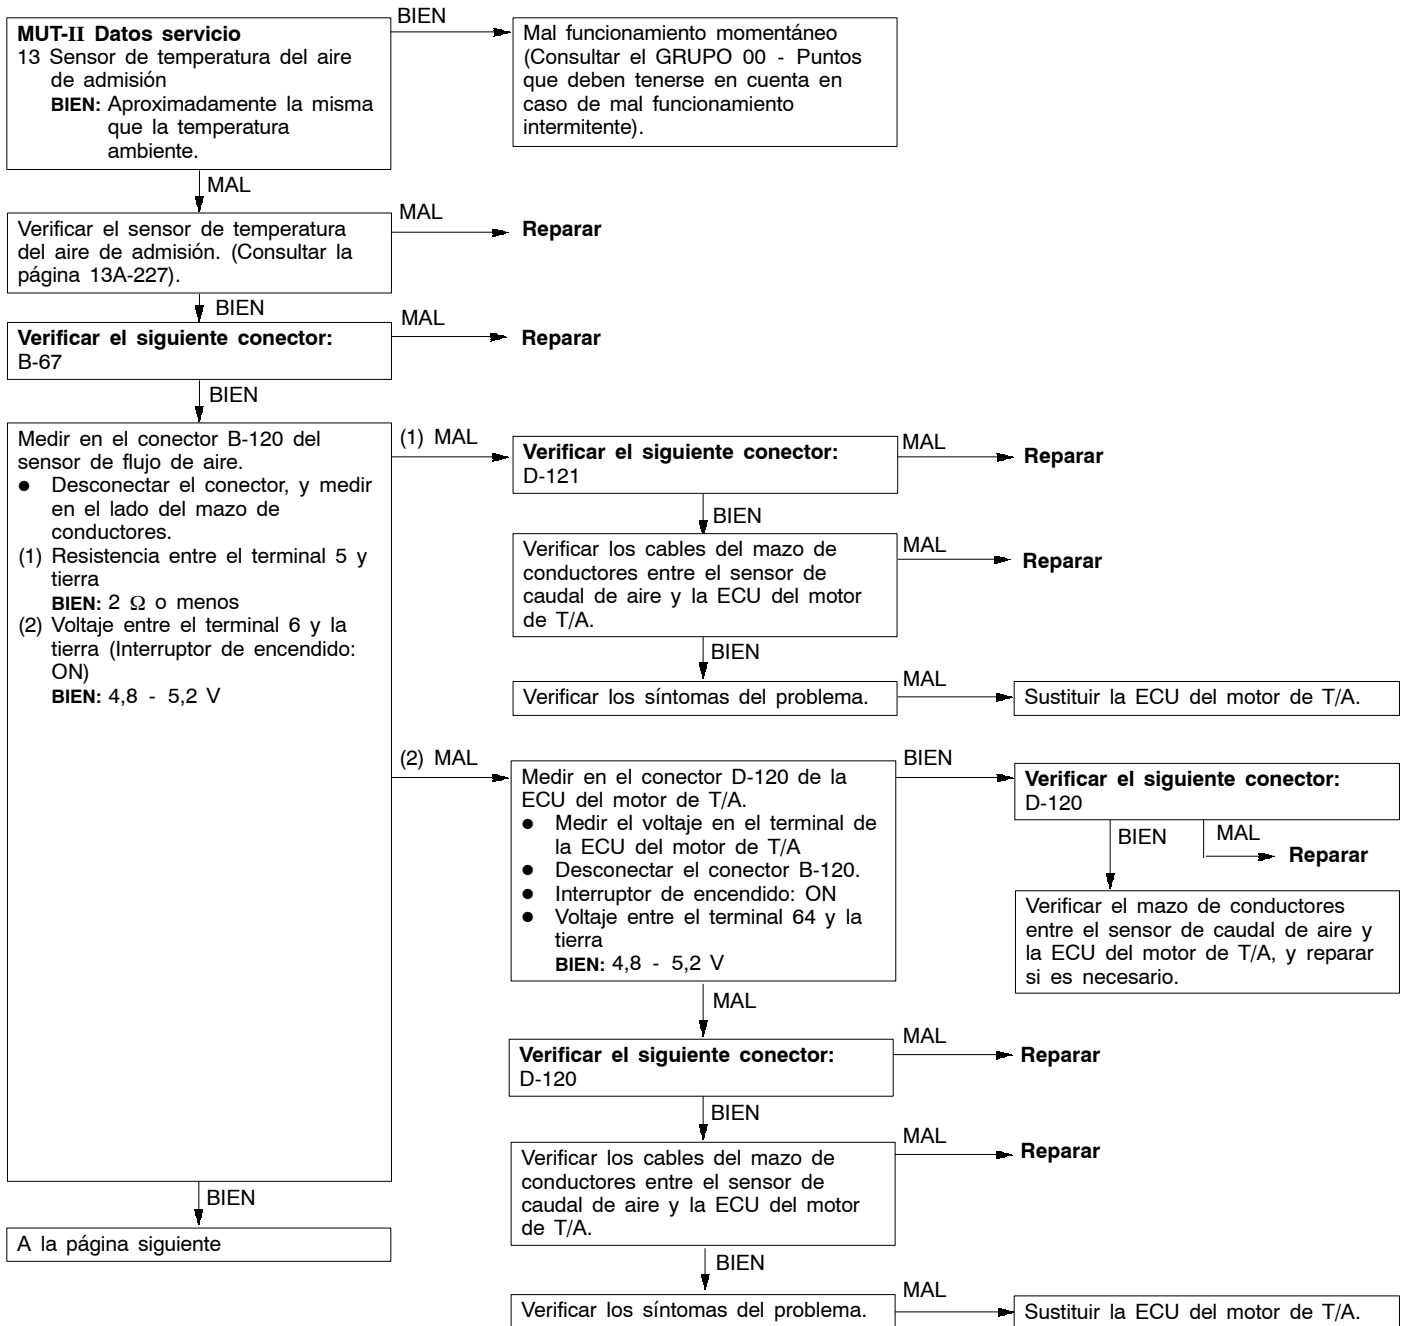 MUT-II Datos servicio
13 Sensor de temperatura del aire
de admisión
BIEN: Aproximadamente la misma
que la temperatura
ambiente.
BIEN
Mal funcionamiento momentáneo
(Consultar el GRUPO 00 - Puntos
que deben tenerse en cuenta en
caso de mal funcionamiento
intermitente).
MAL
Verificar el sensor de temperatura
del aire de admisión. (Consultar la
página 13A-227).
MAL
Reparar
BIEN
Verificar el siguiente conector:
B-67
MAL
Reparar
BIEN
Medir en el conector B-120 del
sensor de flujo de aire.
● Desconectar el conector, y medir
en el lado del mazo de
conductores.
(1) Resistencia entre el terminal 5 y
tierra
BIEN: 2 Ω o menos
(2) Voltaje entre el terminal 6 y la
tierra (Interruptor de encendido:
ON)
BIEN: 4,8 - 5,2 V
(1) MAL
Verificar el siguiente conector:
D-121
MAL
Reparar
BIEN
Verificar los cables del mazo de
conductores entre el sensor de
caudal de aire y la ECU del motor
de T/A.
MAL
Reparar
BIEN
Verificar los síntomas del problema.
MAL
Sustituir la ECU del motor de T/A.
(2) MAL
Medir en el conector D-120 de la
ECU del motor de T/A.
● Medir el voltaje en el terminal de
la ECU del motor de T/A
● Desconectar el conector B-120.
● Interruptor de encendido: ON
● Voltaje entre el terminal 64 y la
tierra
BIEN: 4,8 - 5,2 V
BIEN
Verificar el siguiente conector:
D-120
BIEN
MAL
Reparar
Verificar el mazo de conductores
entre el sensor de caudal de aire y
la ECU del motor de T/A, y reparar
si es necesario.
MAL
Verificar el siguiente conector:
D-120
MAL
Reparar
BIEN
Verificar los cables del mazo de
conductores entre el sensor de
caudal de aire y la ECU del motor
de T/A.
MAL
Reparar
BIEN
Verificar los síntomas del problema.
MAL
Sustituir la ECU del motor de T/A.
BIEN
A la página siguiente